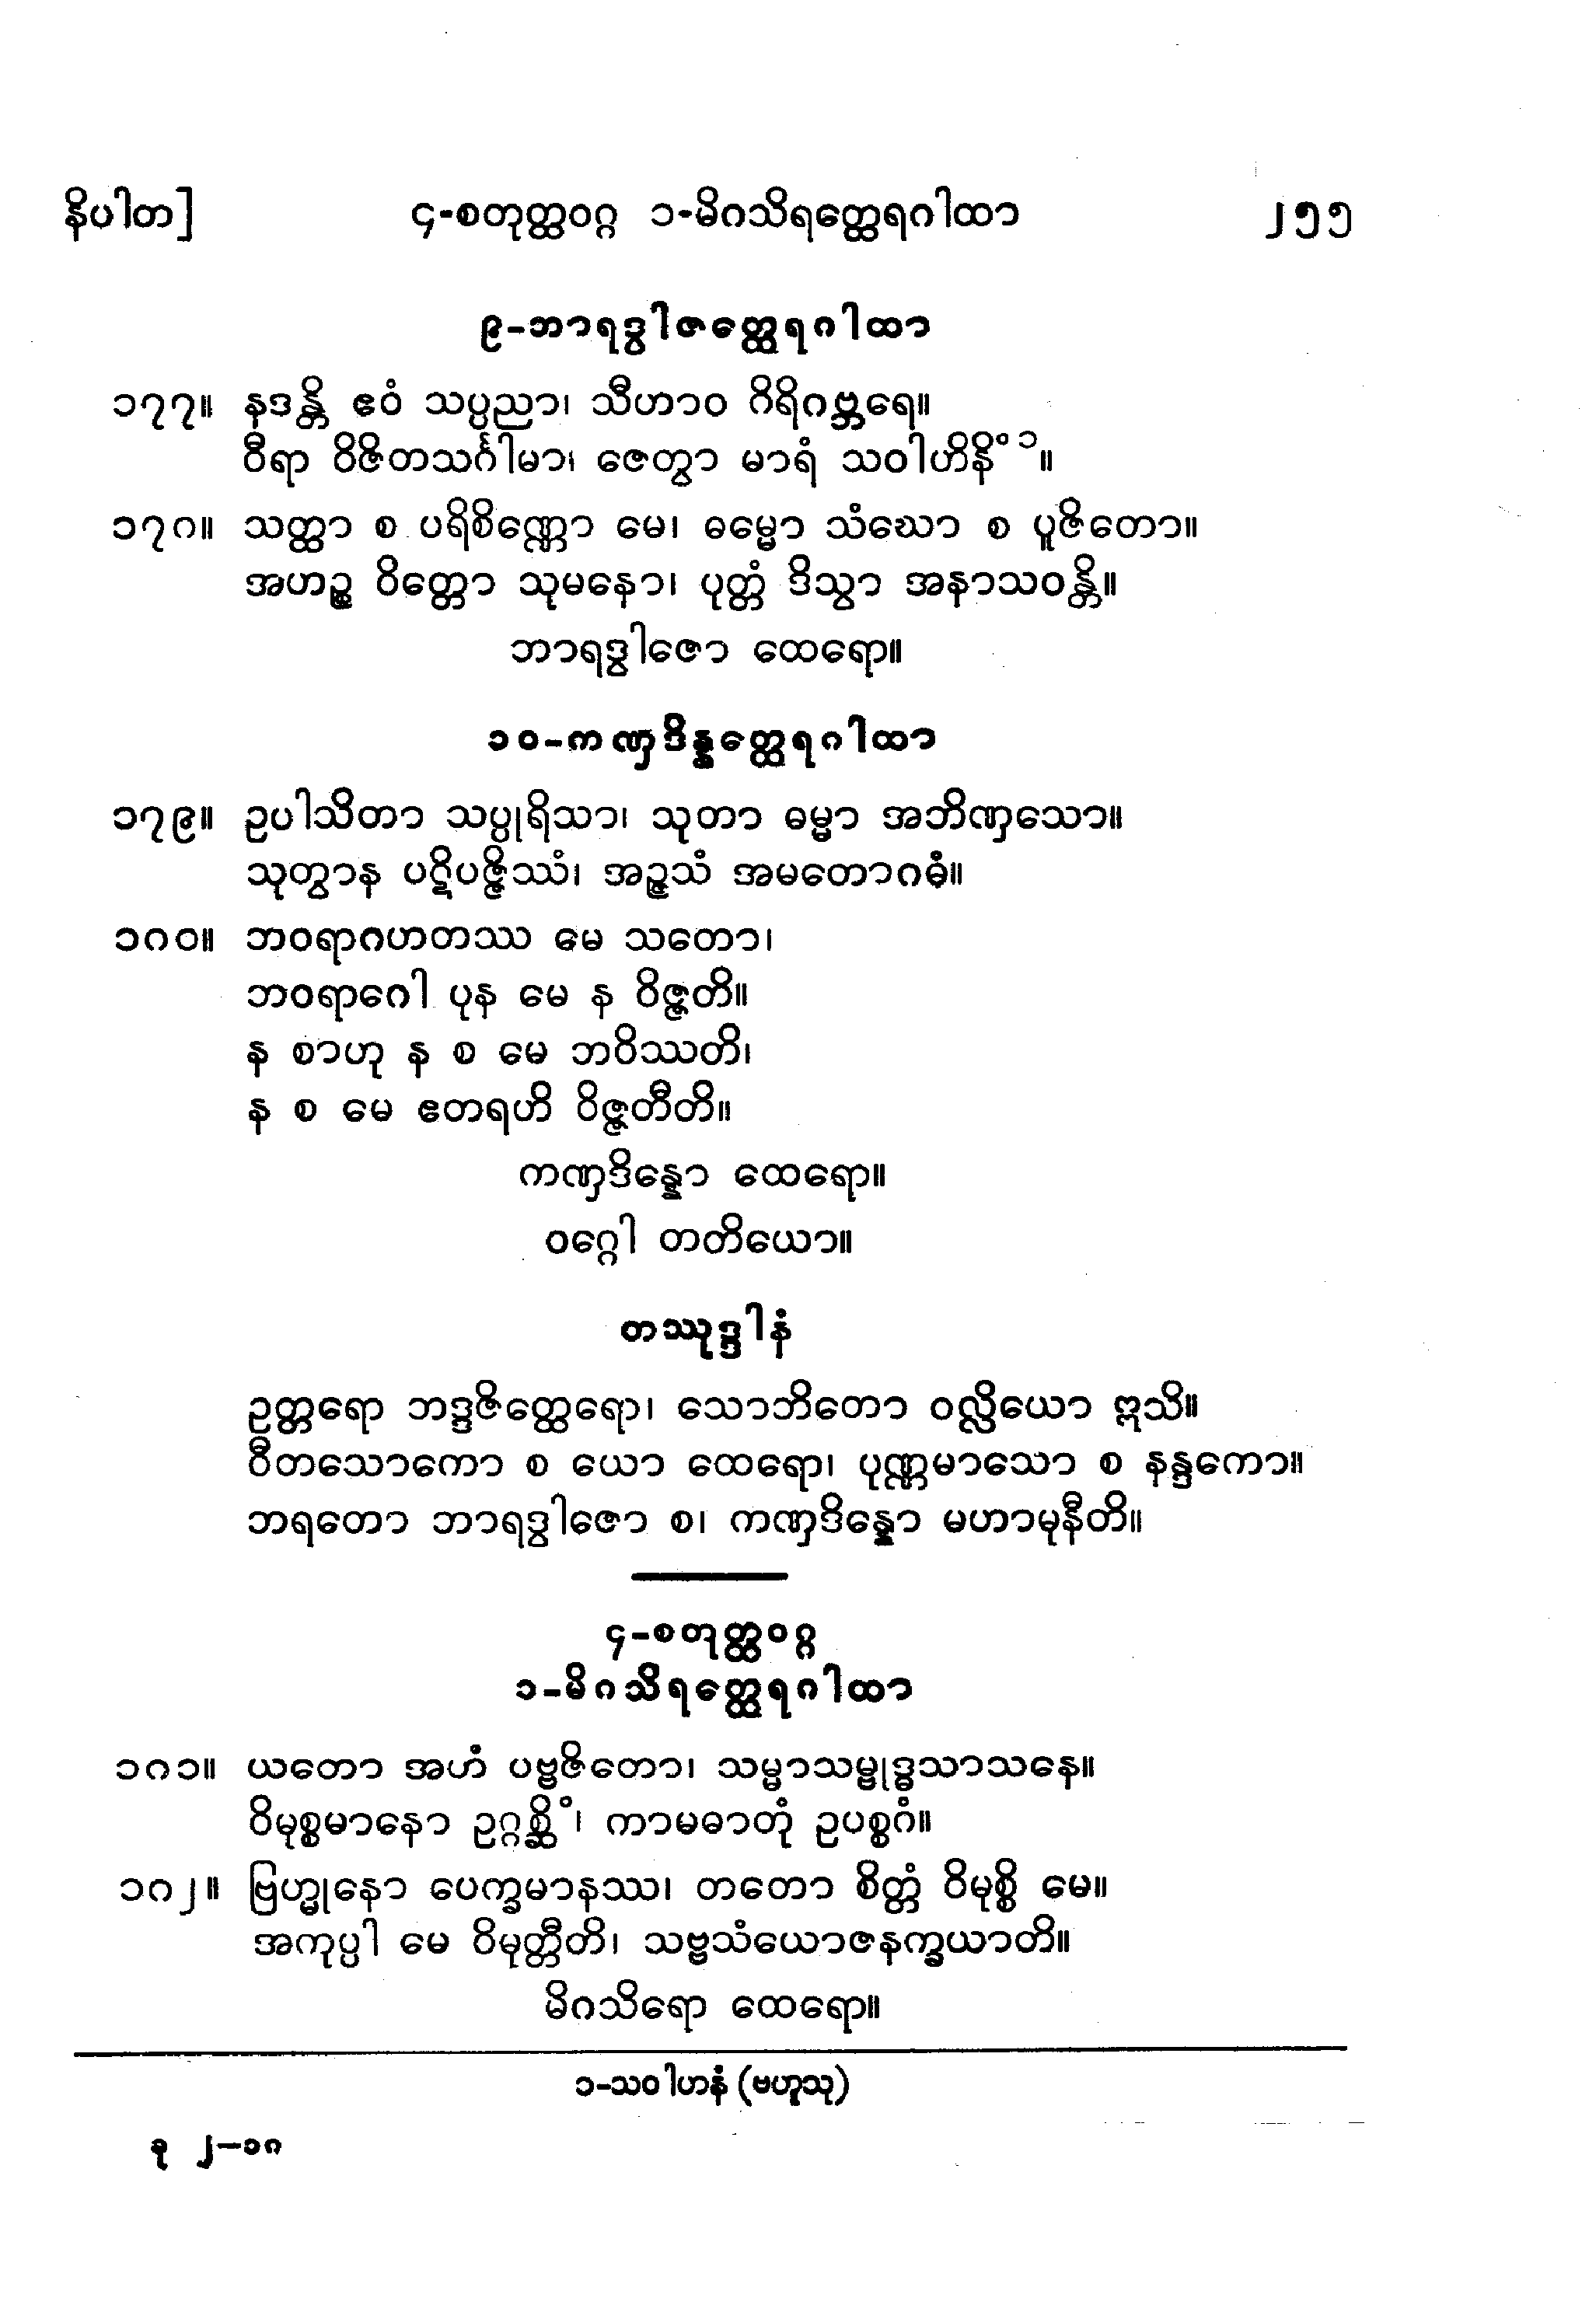 နိပါတ] ၄-စတုတ္ထဝဂ္ဂ ၁-မိဂသိရတ္ထေရဂါထာ ၂၅၅
၉-ဘာရဒွါဇတ္ထေရဂါထာ
၁၇၇။ နဒန္တိ ဧဝံ သပ္ပညာ၊ သီဟာဝ ဂိရိဂဗ္ဘရေ။
ဝီရာ ဝိဇိတသင်္ဂါမာ၊ ဇေတွာ မာရံ သဝါဟိနိံ ၁။
၁၇၈။ သတ္ထာ စ ပရိစိဏ္ဏော မေ၊ ဓမ္မော သံဃော စ ပူဇိတော။
အဟဉ္စ ဝိတ္တော သုမနော၊ ပုတ္တံ ဒိသွာ အနာသဝန္တိ။
ဘာရဒွါဇော ထေရော။
၁၀-ကဏှဒိန္နတ္ထေရဂါထာ
၁၇၉။ ဥပါသိတာ သပ္ပုရိသာ၊ သုတာ ဓမ္မာ အဘိဏှသော။
သုတွာန ပဋိပဇ္ဇိဿံ၊ အဉ္ဇသံ အမတောဂဓံ။
၁၈၀။ ဘဝရာဂဟတဿ မေ သတော၊
ဘဝရာဂေါ ပုန မေ န ဝိဇ္ဇတိ။
န စာဟု န စ မေ ဘဝိဿတိ၊
န စ မေ ဧတရဟိ ဝိဇ္ဇတီတိ။
ကဏှဒိန္နော ထေရော။
ဝဂ္ဂေါ တတိယော။
တဿုဒ္ဒါနံ
ဥတ္တရော ဘဒ္ဒဇိတ္ထေရော၊ သောဘိတော ဝလ္လိယော ဣသိ။
ဝီတသောကော စ ယော ထေရော၊ ပုဏ္ဏမာသော စ နန္ဒကော။
ဘရတော ဘာရဒွါဇော စ၊ ကဏှဒိန္နော မဟာမုနီတိ။
၄-စတုတ္ထဝဂ္ဂ
၁-မိဂသိရတ္ထေရဂါထာ
၁၈၁။ ယတော အဟံ ပဗ္ဗဇိတော၊ သမ္မာသမ္ဗုဒ္ဓသာသနေ။
ဝိမုစ္စမာနော ဥဂ္ဂစ္ဆိံ၊ ကာမဓာတုံ ဥပစ္စဂံ။
၁၈၂။ ဗြဟ္မုနော ပေက္ခမာနဿ၊ တတော စိတ္တံ ဝိမုစ္စိ မေ။
အကုပ္ပါ မေ ဝိမုတ္တီတိ၊ သဗ္ဗသံယောဇနက္ခယာတိ။
မိဂသိရော ထေရော။
၁-သဝါဟနံ (ဗဟူသု)
ခု ၂-၁၈